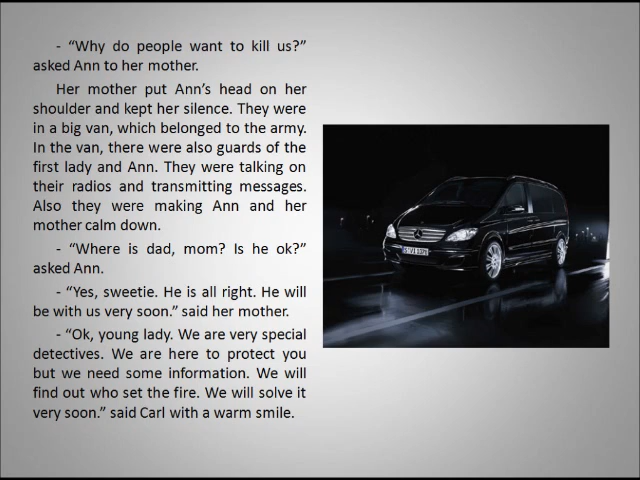 - “Why do people want to kill us?”
asked Ann to her mother.
Her mother put Ann’s head on her
shoulder and kept her silence. They were
in a big van, which belonged to the army.
In the van, there were also guards of the
first lady and Ann. They were talking on
their radios and transmitting messages.
Also they were making Ann and her
mother calm down.
- “Where is dad, mom? Is he ok?”
asked Ann.
- “Yes, sweetie. He is all right. He will
be with us very soon.” said her mother.
- “Ok, young lady. We are very special
detectives. We are here to protect you
but we need some information. We will
find out who set the fire. We will solve it
very soon.” said Carl with a warm smile.